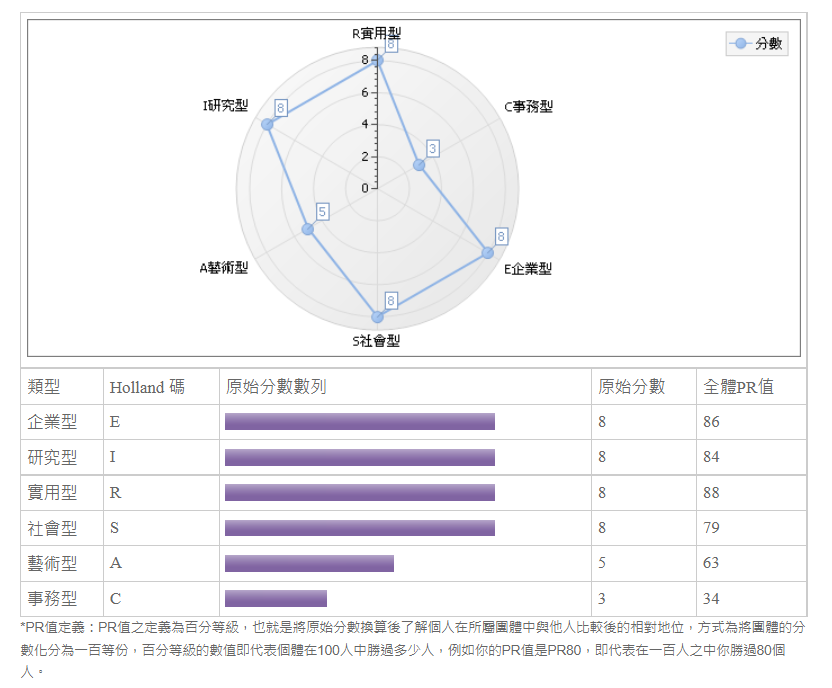 R實用型
8
分數
8
I研究型
8
C事務型
6
4
3
2
0
5
8
A藝術型
E企業型
8
S社會型
類型 Holland 碼 原始分數數列 原始分數 全體PR值
企業型 E 8 86
研究型 I 8 84
實用型 R 8 88
社會型 S 8 79
藝術型 A 5 63
事務型 C 3 34
*PR值定義：PR值之定義為百分等級，也就是將原始分數換算後了解個人在所屬團體中與他人比較後的相對地位，方式為將團體的分
數化分為一百等份，百分等級的數值即代表個體在100人中勝過多少人，例如你的PR值是PR80，即代表在一百人之中你勝過80個
人。